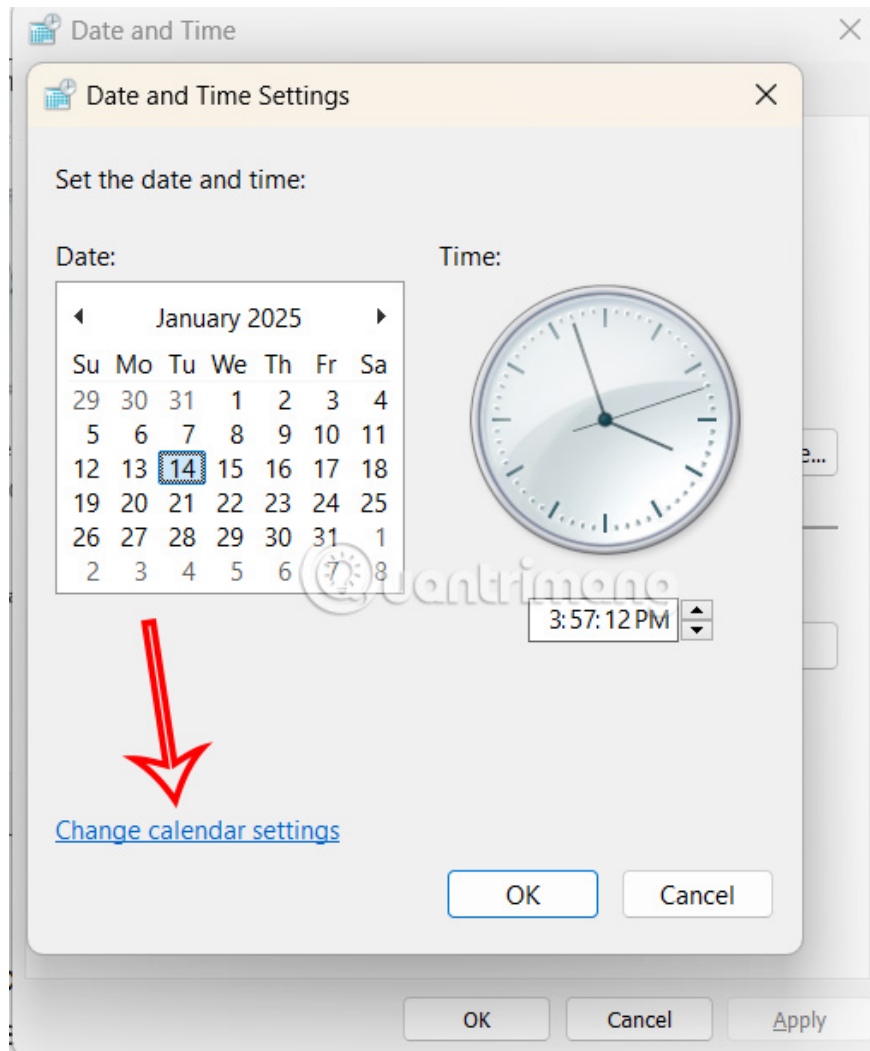 Date and Time
Date and Time Settings
Set the date and time:
Date:
Time:
January 2025
Su Mo Tu We Th Fr Sa
29 30 31 1 2 3 4
5 6 7 8 9 10 11
12 13 14 15 16 17 18
19 20 21 22 23 24 25
26 27 28 29 30 31 1
2 3 4 5 6 7 8
Quantrimang
3:57:12 PM
Change calendar settings
OK Cancel
OK Cancel Apply